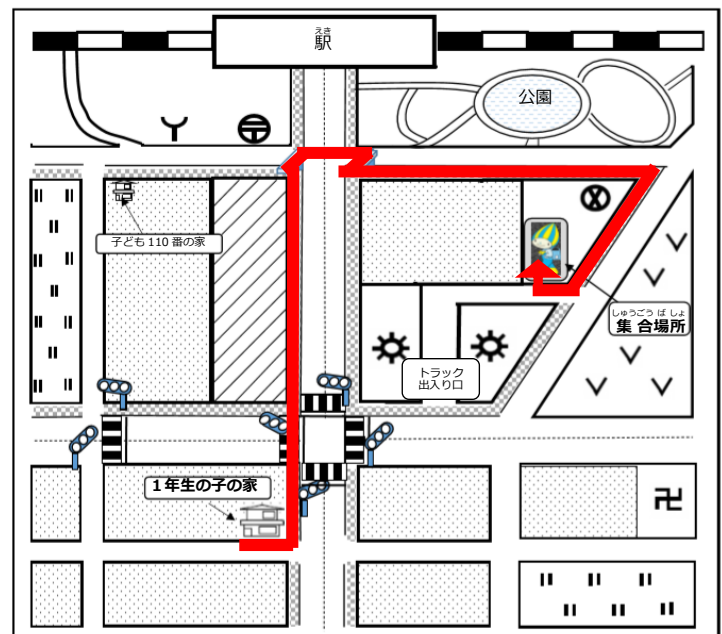 えき
駅
公園
子ども 110 番の家
しゅうごう ば しょ
集 合場所
トラック
出入り口
1年生の子の家